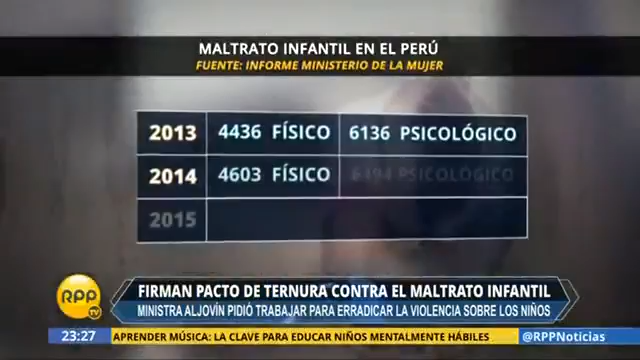 MALTRATO INFANTIL EN EL PERÚ
FUENTE: INFORME MINISTERIO DE LA MUJER
2013 4436 FÍSICO 6136 PSICOLÓGICO
2014 4603 FÍSICO PSICOLÓGICO
2015
FIRMAN PACTO DE TERNURA CONTRA EL MALTRATO INFANTIL
MINISTRA ALJOVÍN PIDIÓ TRABAJAR PARA ERRADICAR LA VIOLENCIA SOBRE LOS NIÑOS
RPP TV
23:27 APRENDER MÚSICA: LA CLAVE PARA EDUCAR NIÑOS MENTALMENTE HÁBILES @RPPNoticias